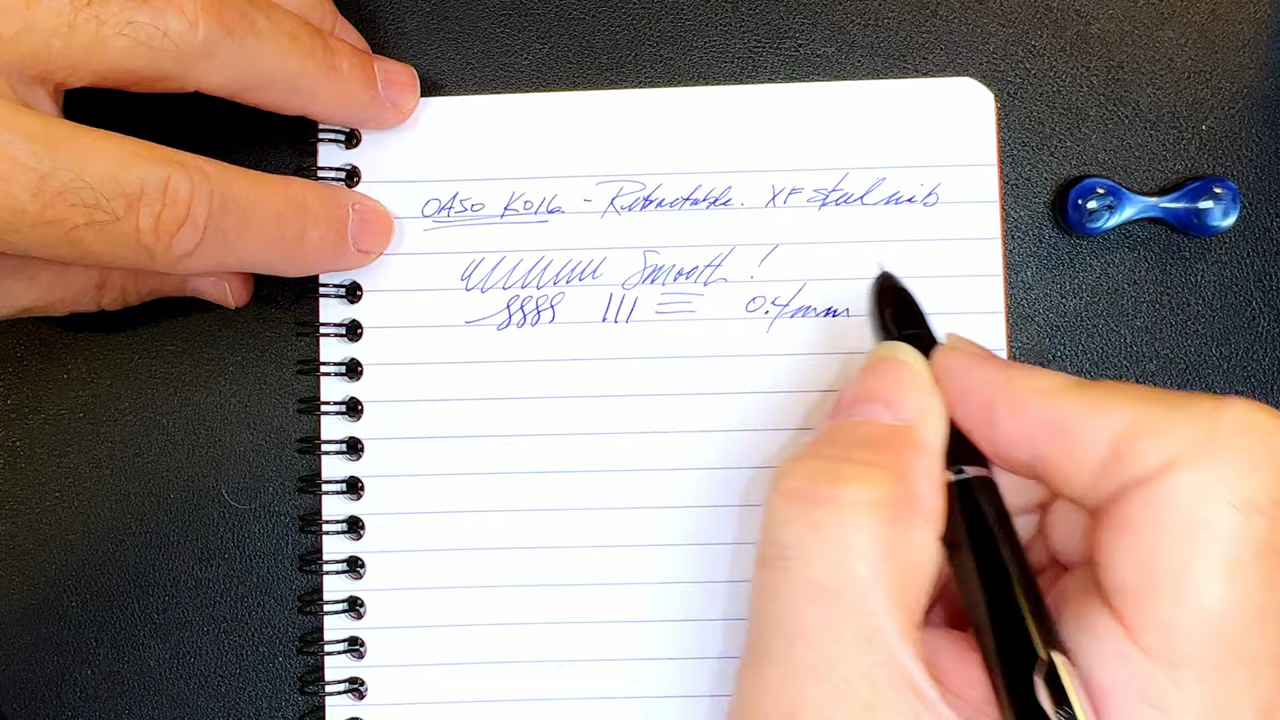 OASO K016. - Retractable. XF steel nib
Smooth !
0.4mm